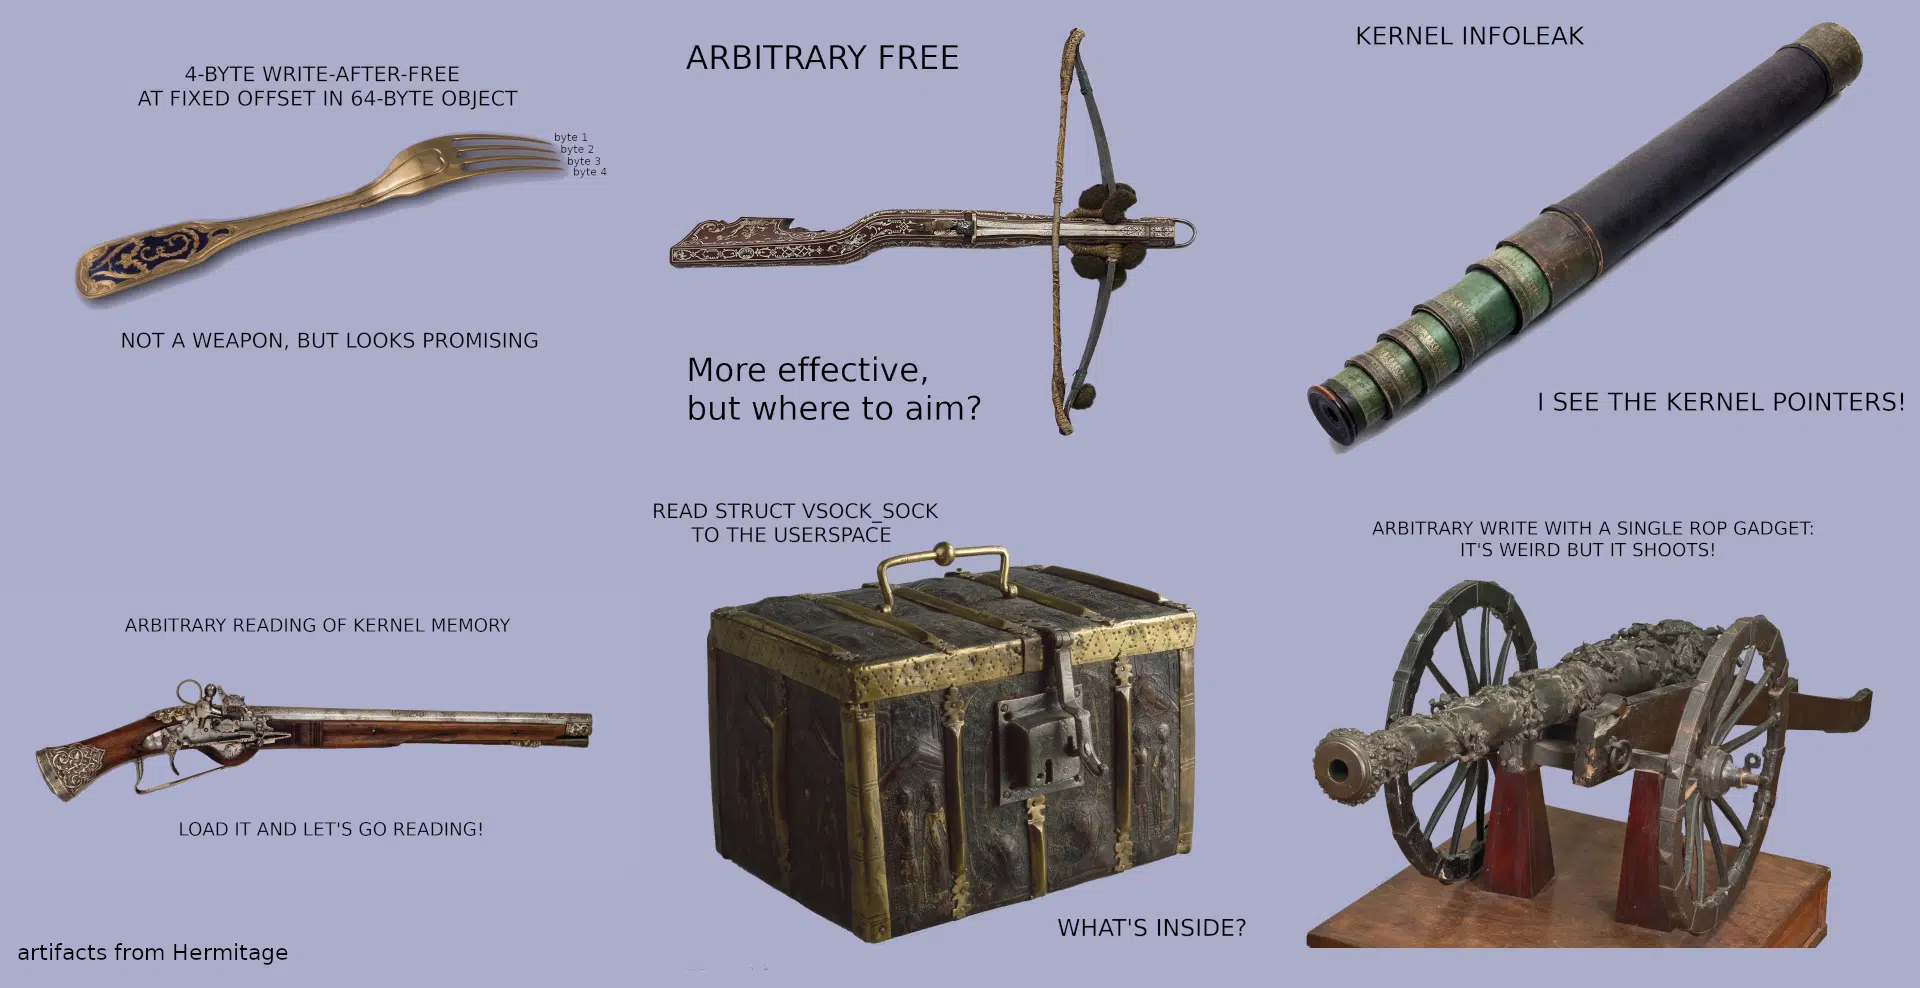 4-BYTE WRITE-AFTER-FREE
AT FIXED OFFSET IN 64-BYTE OBJECT
byte 1
byte 2
byte 3
byte 4
NOT A WEAPON, BUT LOOKS PROMISING
ARBITRARY FREE
More effective,
but where to aim?
KERNEL INFOLEAK
I SEE THE KERNEL POINTERS!
ARBITRARY READING OF KERNEL MEMORY
LOAD IT AND LET'S GO READING!
READ STRUCT VSOCK_SOCK
TO THE USERSPACE
WHAT'S INSIDE?
ARBITRARY WRITE WITH A SINGLE ROP GADGET:
IT'S WEIRD BUT IT SHOOTS!
artifacts from Hermitage